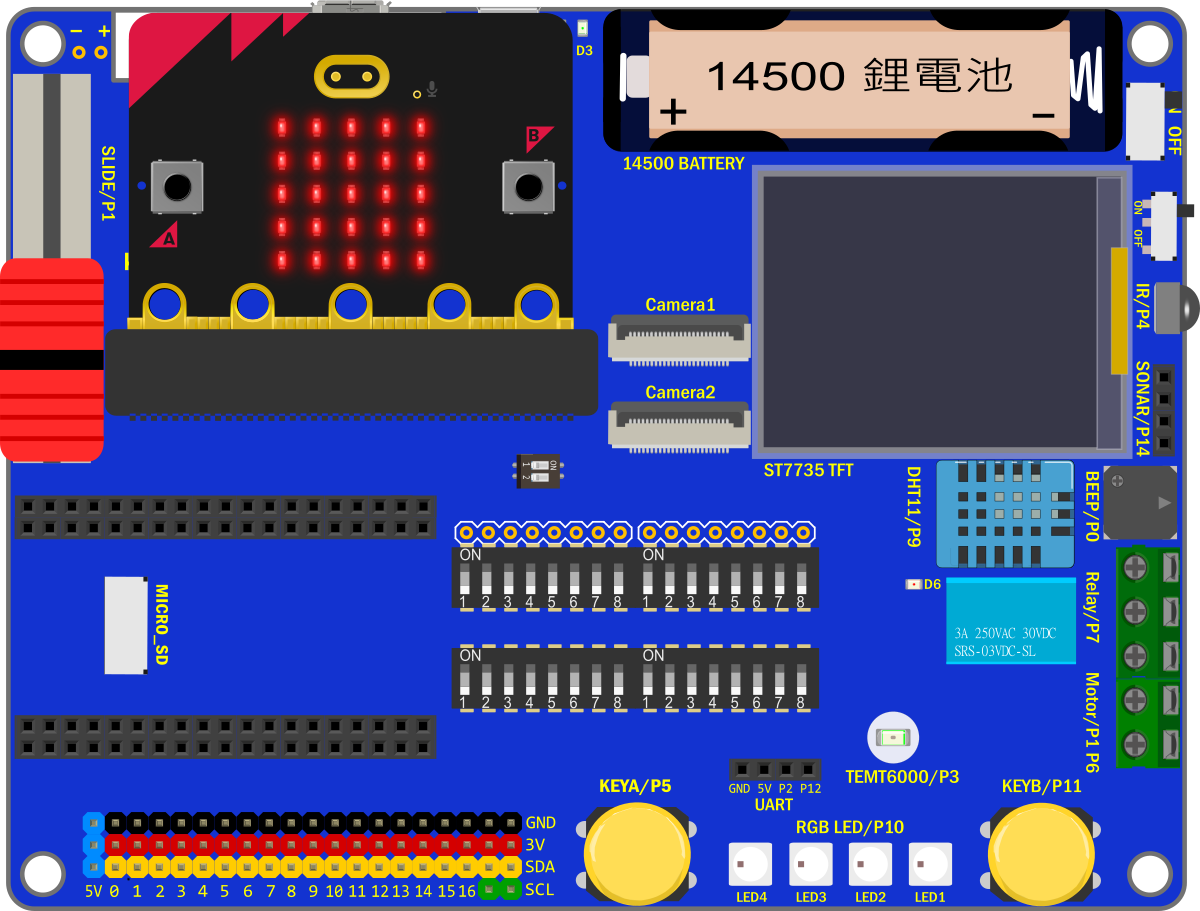 − +
D3
14500 鋰電池
+ −
14500 BATTERY
OFF
B
A
SLIDE/P1
ON
OFF
IR/P4
Camera1
Camera2
SONAR/P14
ST7735 TFT
ON
1 2
DHT11/P9
BEEP/P0
ON ON
1 2 3 4 5 6 7 8 1 2 3 4 5 6 7 8
D6
Relay/P7
MICRO_SD
3A 250VAC 30VDC
SRS-03VDC-SL
ON ON
1 2 3 4 5 6 7 8 1 2 3 4 5 6 7 8
Motor/P1 P6
TEMT6000/P3
KEYA/P5
KEYB/P11
GND 5V P2 P12
UART
RGB LED/P10
GND
3V
SDA
SCL
5V 0 1 2 3 4 5 6 7 8 9 10 11 12 13 14 15 16
LED4 LED3 LED2 LED1